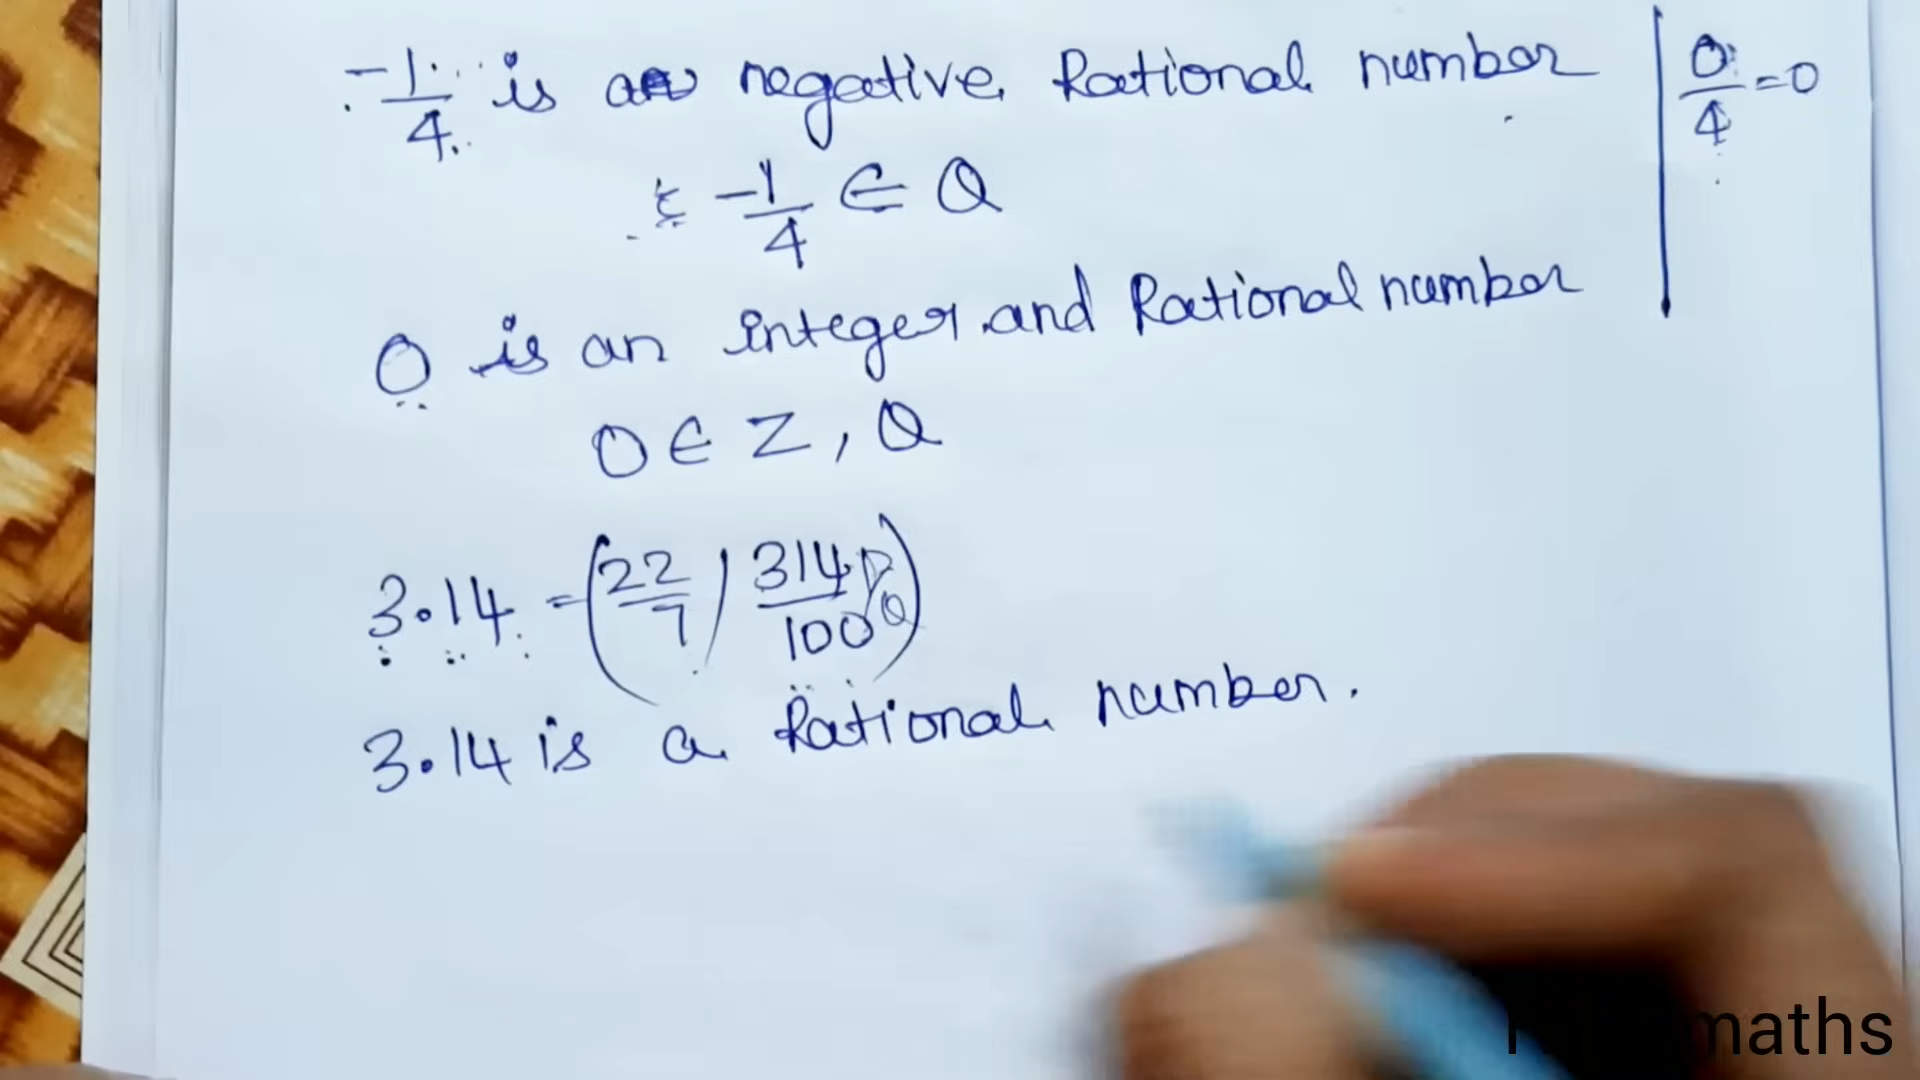 -1/4 is a negative Rational number
0/4 = 0
-1/4 ∈ Q
0 is an integer and Rational number
0 ∈ Z, Q
3.14 = (22/7, 314/100 P/Q)
3.14 is a Rational number.
maths